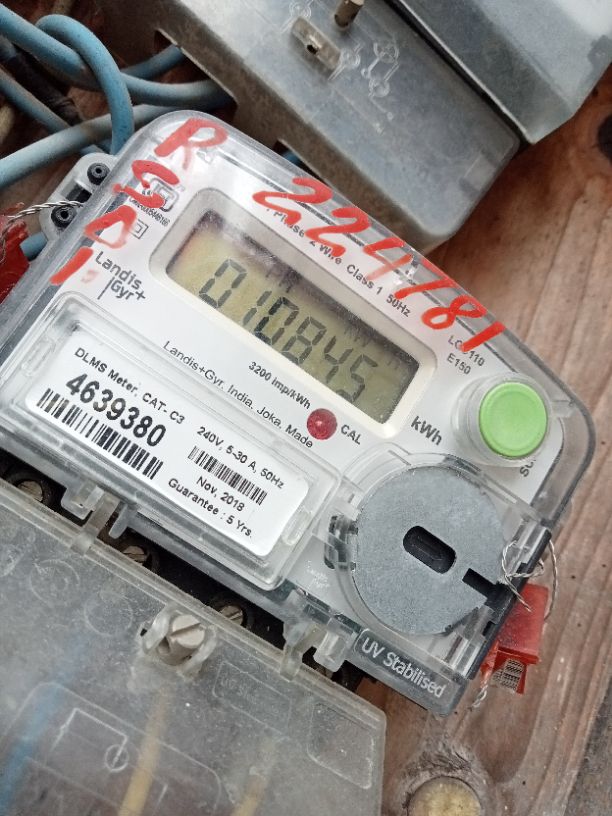 R
S
D
1.
224781
Phase 2 Wire Class 1 50Hz
Landis
Gyr+
010845
3200 imp/kWh
kWh
CAL
E150
Landis+Gyr, India, Joka, Made
DLMS Meter, CAT- C3
4639380
240V, 5-30 A, 50Hz
Nov, 2018
Guarantee : 5 Yrs.
Landis
Gyr+
UV Stabilised